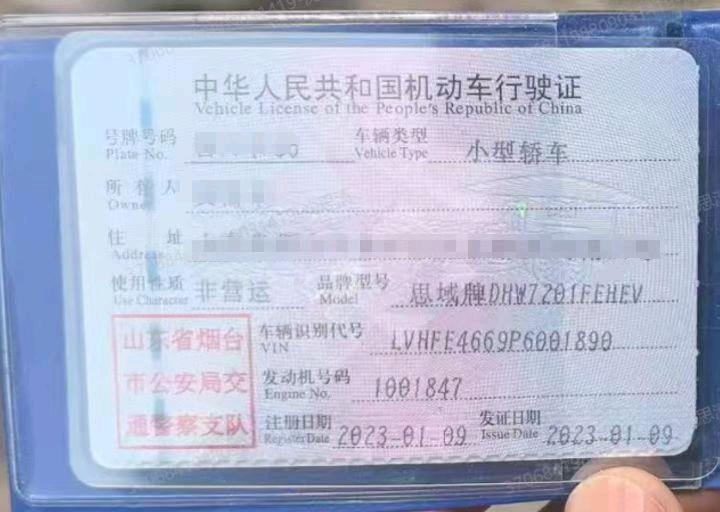 中华人民共和国机动车行驶证
Vehicle License of the People's Republic of China
号牌号码 车辆类型 小型轿车
Plate No. Vehicle Type
所有人
Owner
住 址
Address
使用性质 非营运 品牌型号 思域牌DHW7201FEHEV
Use Character Model
山东省烟台 车辆识别代号 LVHFE4669P6001890
VIN
市公安局交 发动机号码 1001847
Engine No.
通警察支队 注册日期 2023-01-09 发证日期 2023-01-09
Register Date Issue Date